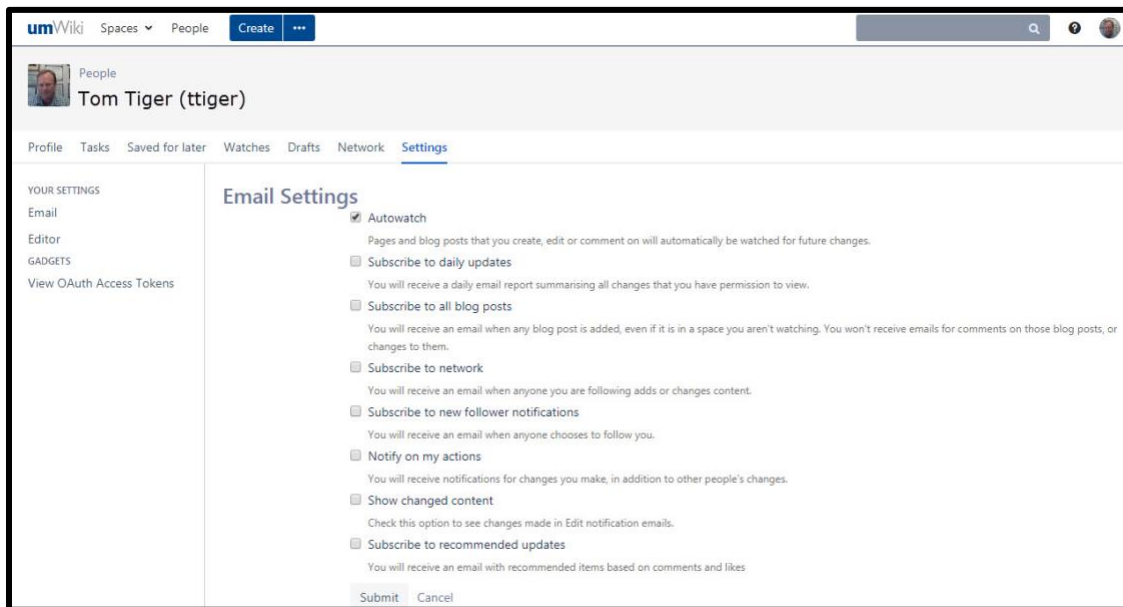 umWiki Spaces People Create •••
People
Tom Tiger (ttiger)
Profile Tasks Saved for later Watches Drafts Network Settings
YOUR SETTINGS
Email
Editor
GADGETS
View OAuth Access Tokens
Email Settings
Autowatch
Pages and blog posts that you create, edit or comment on will automatically be watched for future changes.
Subscribe to daily updates
You will receive a daily email report summarising all changes that you have permission to view.
Subscribe to all blog posts
You will receive an email when any blog post is added, even if it is in a space you aren't watching. You won't receive emails for comments on those blog posts, or
changes to them.
Subscribe to network
You will receive an email when anyone you are following adds or changes content.
Subscribe to new follower notifications
You will receive an email when anyone chooses to follow you.
Notify on my actions
You will receive notifications for changes you make, in addition to other people's changes.
Show changed content
Check this option to see changes made in Edit notification emails.
Subscribe to recommended updates
You will receive an email with recommended items based on comments and likes
Submit Cancel